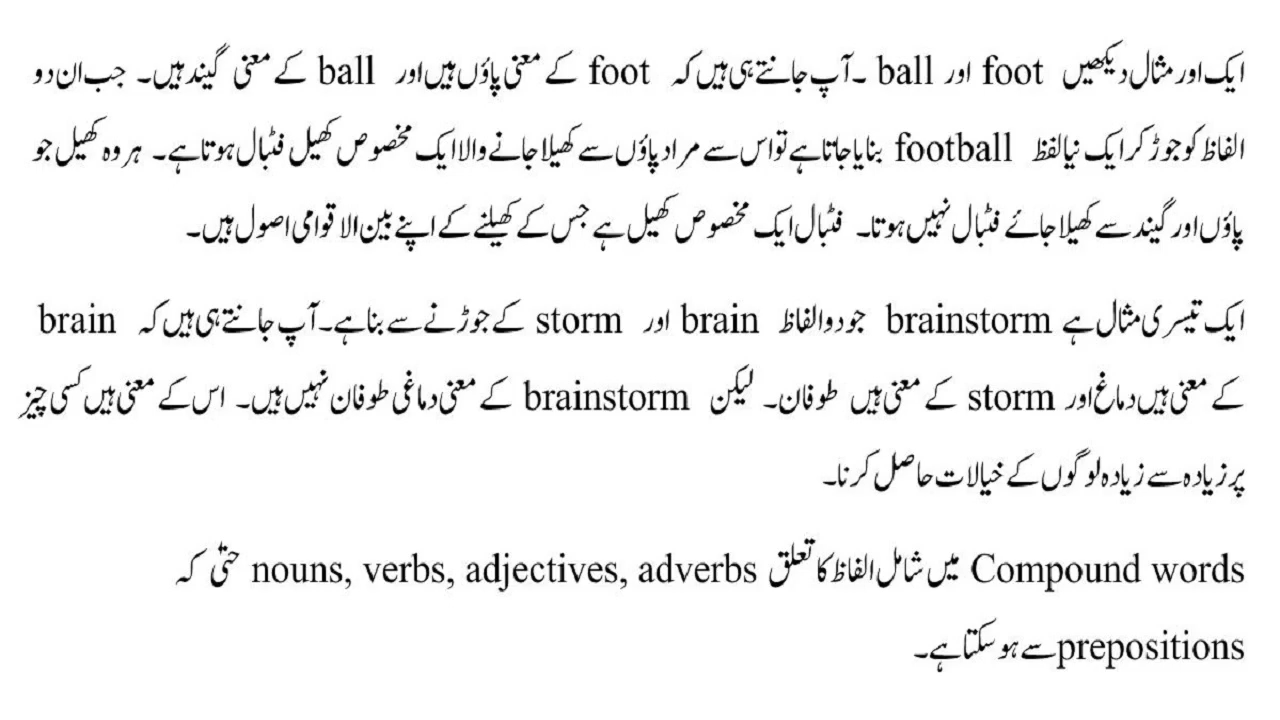 ایک اور مثال دیکھیں foot اور ball ۔ آپ جانتے ہی ہیں کہ foot کے معنی پاؤں ہیں اور ball کے معنی گیند ہیں۔ جب ان دو
الفاظ کو جوڑ کر ایک نیا لفظ football بنایا جاتا ہے تو اس سے مراد پاؤں سے کھیلا جانے والا ایک مخصوص کھیل فٹبال ہوتا ہے۔ ہر وہ کھیل جو
پاؤں اور گیند سے کھیلا جائے فٹبال نہیں ہوتا۔ فٹبال ایک مخصوص کھیل ہے جس کے کھیلنے کے اپنے بین الاقوامی اصول ہیں۔
ایک تیسری مثال ہے brainstorm جو دو الفاظ brain اور storm کے جوڑنے سے بنا ہے۔ آپ جانتے ہی ہیں کہ brain
کے معنی ہیں دماغ اور storm کے معنی ہیں طوفان۔ لیکن brainstorm کے معنی دماغی طوفان نہیں ہیں۔ اس کے معنی ہیں کسی چیز
پر زیادہ سے زیادہ لوگوں کے خیالات حاصل کرنا۔
Compound words میں شامل الفاظ کا تعلق nouns, verbs, adjectives, adverbs حتیٰ کہ
prepositions سے ہو سکتا ہے۔